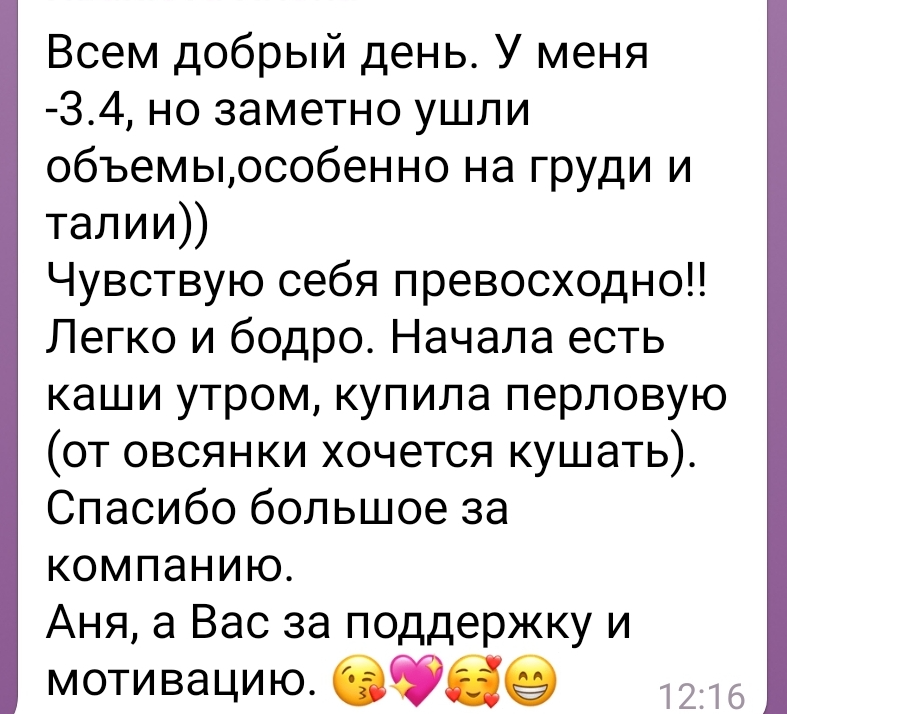 Всем добрый день. У меня
-3.4, но заметно ушли
объемы,особенно на груди и
талии))
Чувствую себя превосходно!!
Легко и бодро. Начала есть
каши утром, купила перловую
(от овсянки хочется кушать).
Спасибо большое за
компанию.
Аня, а Вас за поддержку и
мотивацию. 😘💖🥰😁
12:16